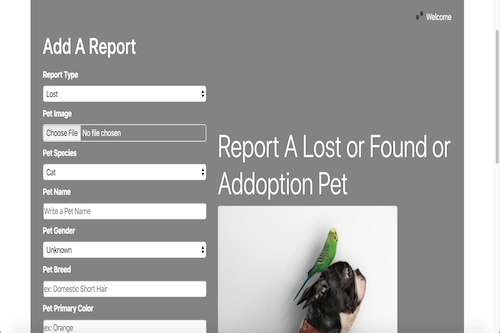 Welcome
Add A Report
Report Type
Lost
Pet Image
Choose File No file chosen
Pet Species
Cat
Pet Name
Write a Pet Name
Pet Gender
Unknown
Pet Breed
ex: Domestic Short Hair
Pet Primary Color
ex: Orange
Report A Lost or Found or
Addoption Pet